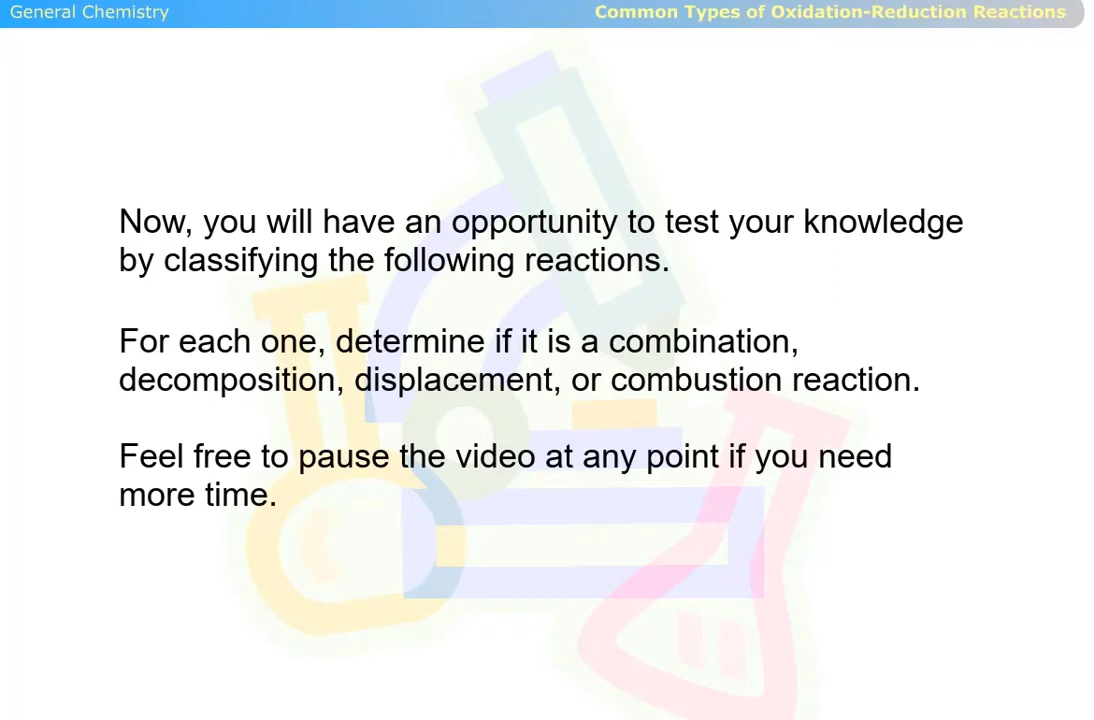 General Chemistry
Common Types of Oxidation-Reduction Reactions
Now, you will have an opportunity to test your knowledge
by classifying the following reactions.
For each one, determine if it is a combination,
decomposition, displacement, or combustion reaction.
Feel free to pause the video at any point if you need
more time.